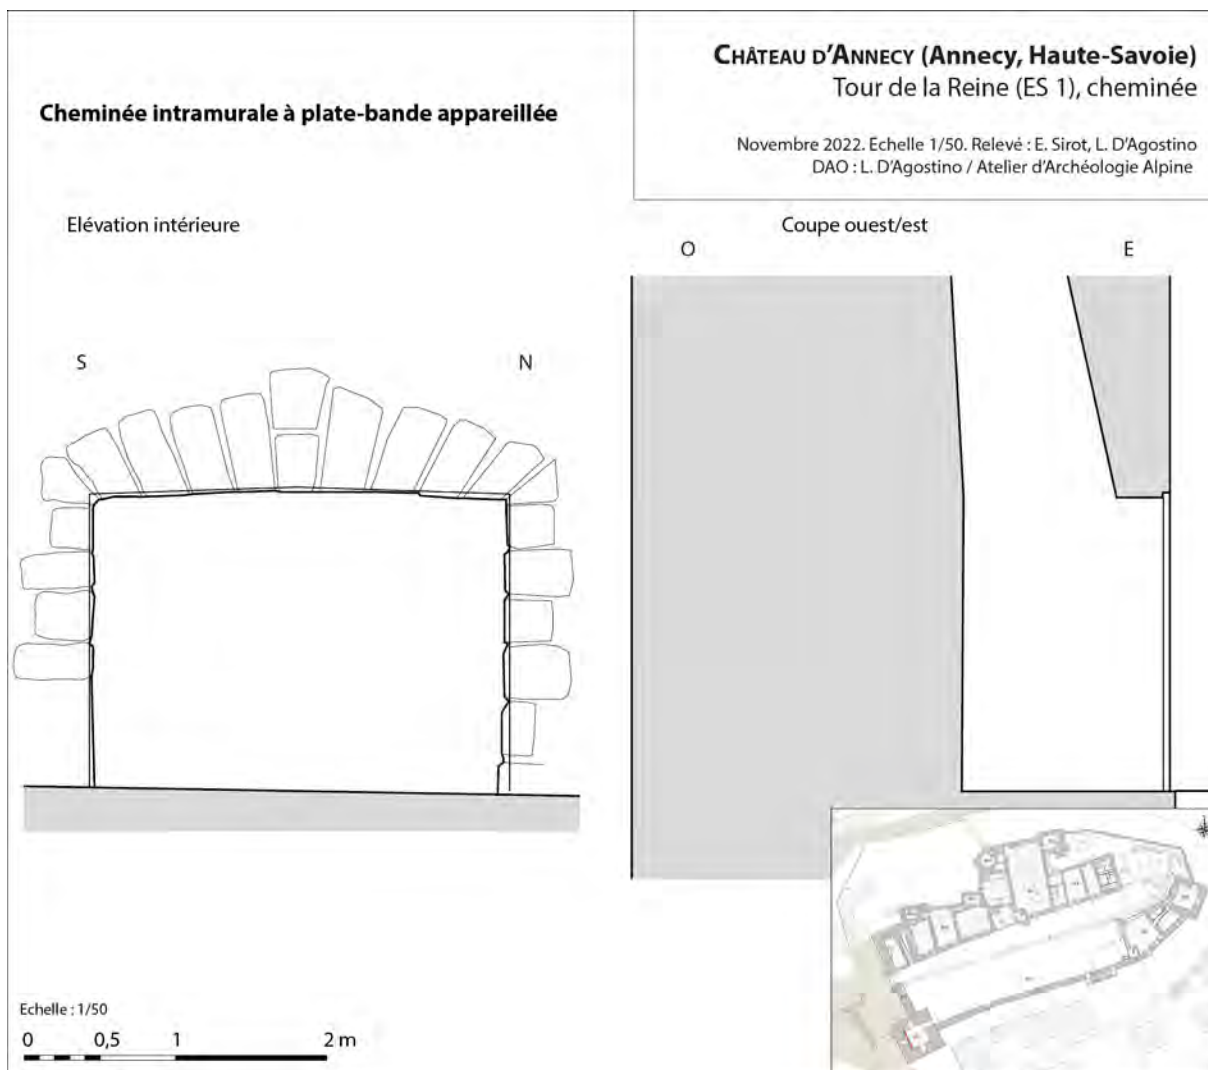 CHÂTEAU D'ANNECY (Annecy, Haute-Savoie)
Tour de la Reine (ES 1), cheminée
Novembre 2022. Echelle 1/50. Relevé : E. Sirot, L. D'Agostino
DAO : L. D'Agostino / Atelier d'Archéologie Alpine
Cheminée intramurale à plate-bande appareillée
Elévation intérieure
S
N
Coupe ouest/est
O
E
Echelle : 1/50
0 0,5 1 2 m